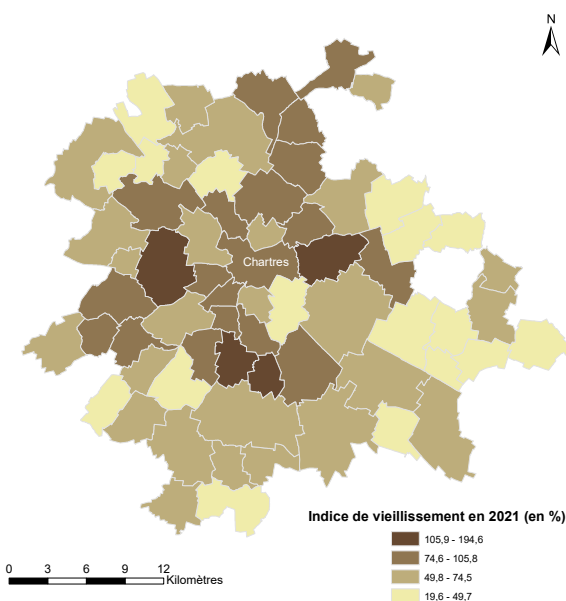 N
Chartres
Indice de vieillissement en 2021 (en %)
105,9 - 194,6
74,6 - 105,8
49,8 - 74,5
19,6 - 49,7
0 3 6 9 12
Kilomètres